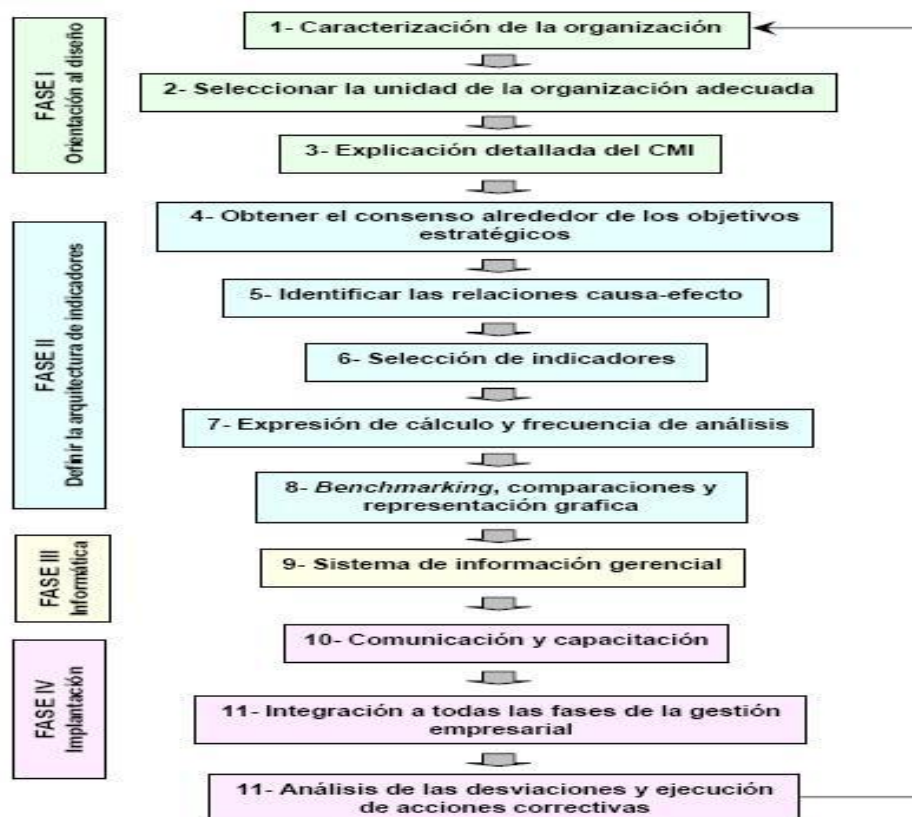 FASE I
Orientación al diseño
1- Caracterización de la organización
2- Seleccionar la unidad de la organización adecuada
3- Explicación detallada del CMI
FASE II
Definir la arquitectura de indicadores
4- Obtener el consenso alrededor de los objetivos
estratégicos
5- Identificar las relaciones causa-efecto
6- Selección de indicadores
7- Expresión de cálculo y frecuencia de análisis
8- Benchmarking, comparaciones y
representación grafica
FASE III
Informática
9- Sistema de información gerencial
FASE IV
Implantación
10- Comunicación y capacitación
11- Integración a todas las fases de la gestión
empresarial
11- Análisis de las desviaciones y ejecución
de acciones correctivas